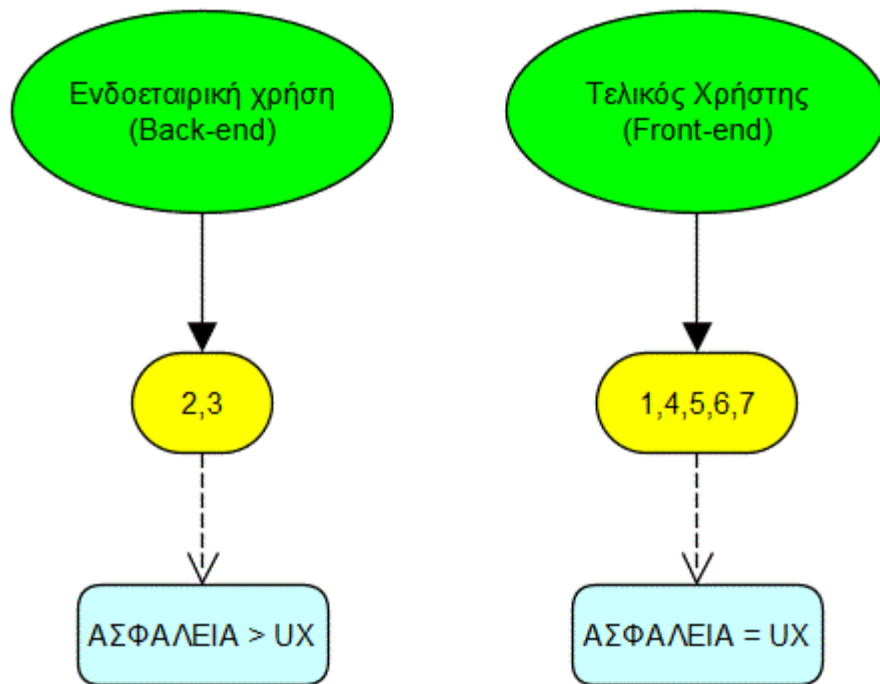 Ενδοεταιρική χρήση
(Back-end)
Τελικός Χρήστης
(Front-end)
2,3
1,4,5,6,7
ΑΣΦΑΛΕΙΑ > UX
ΑΣΦΑΛΕΙΑ = UX